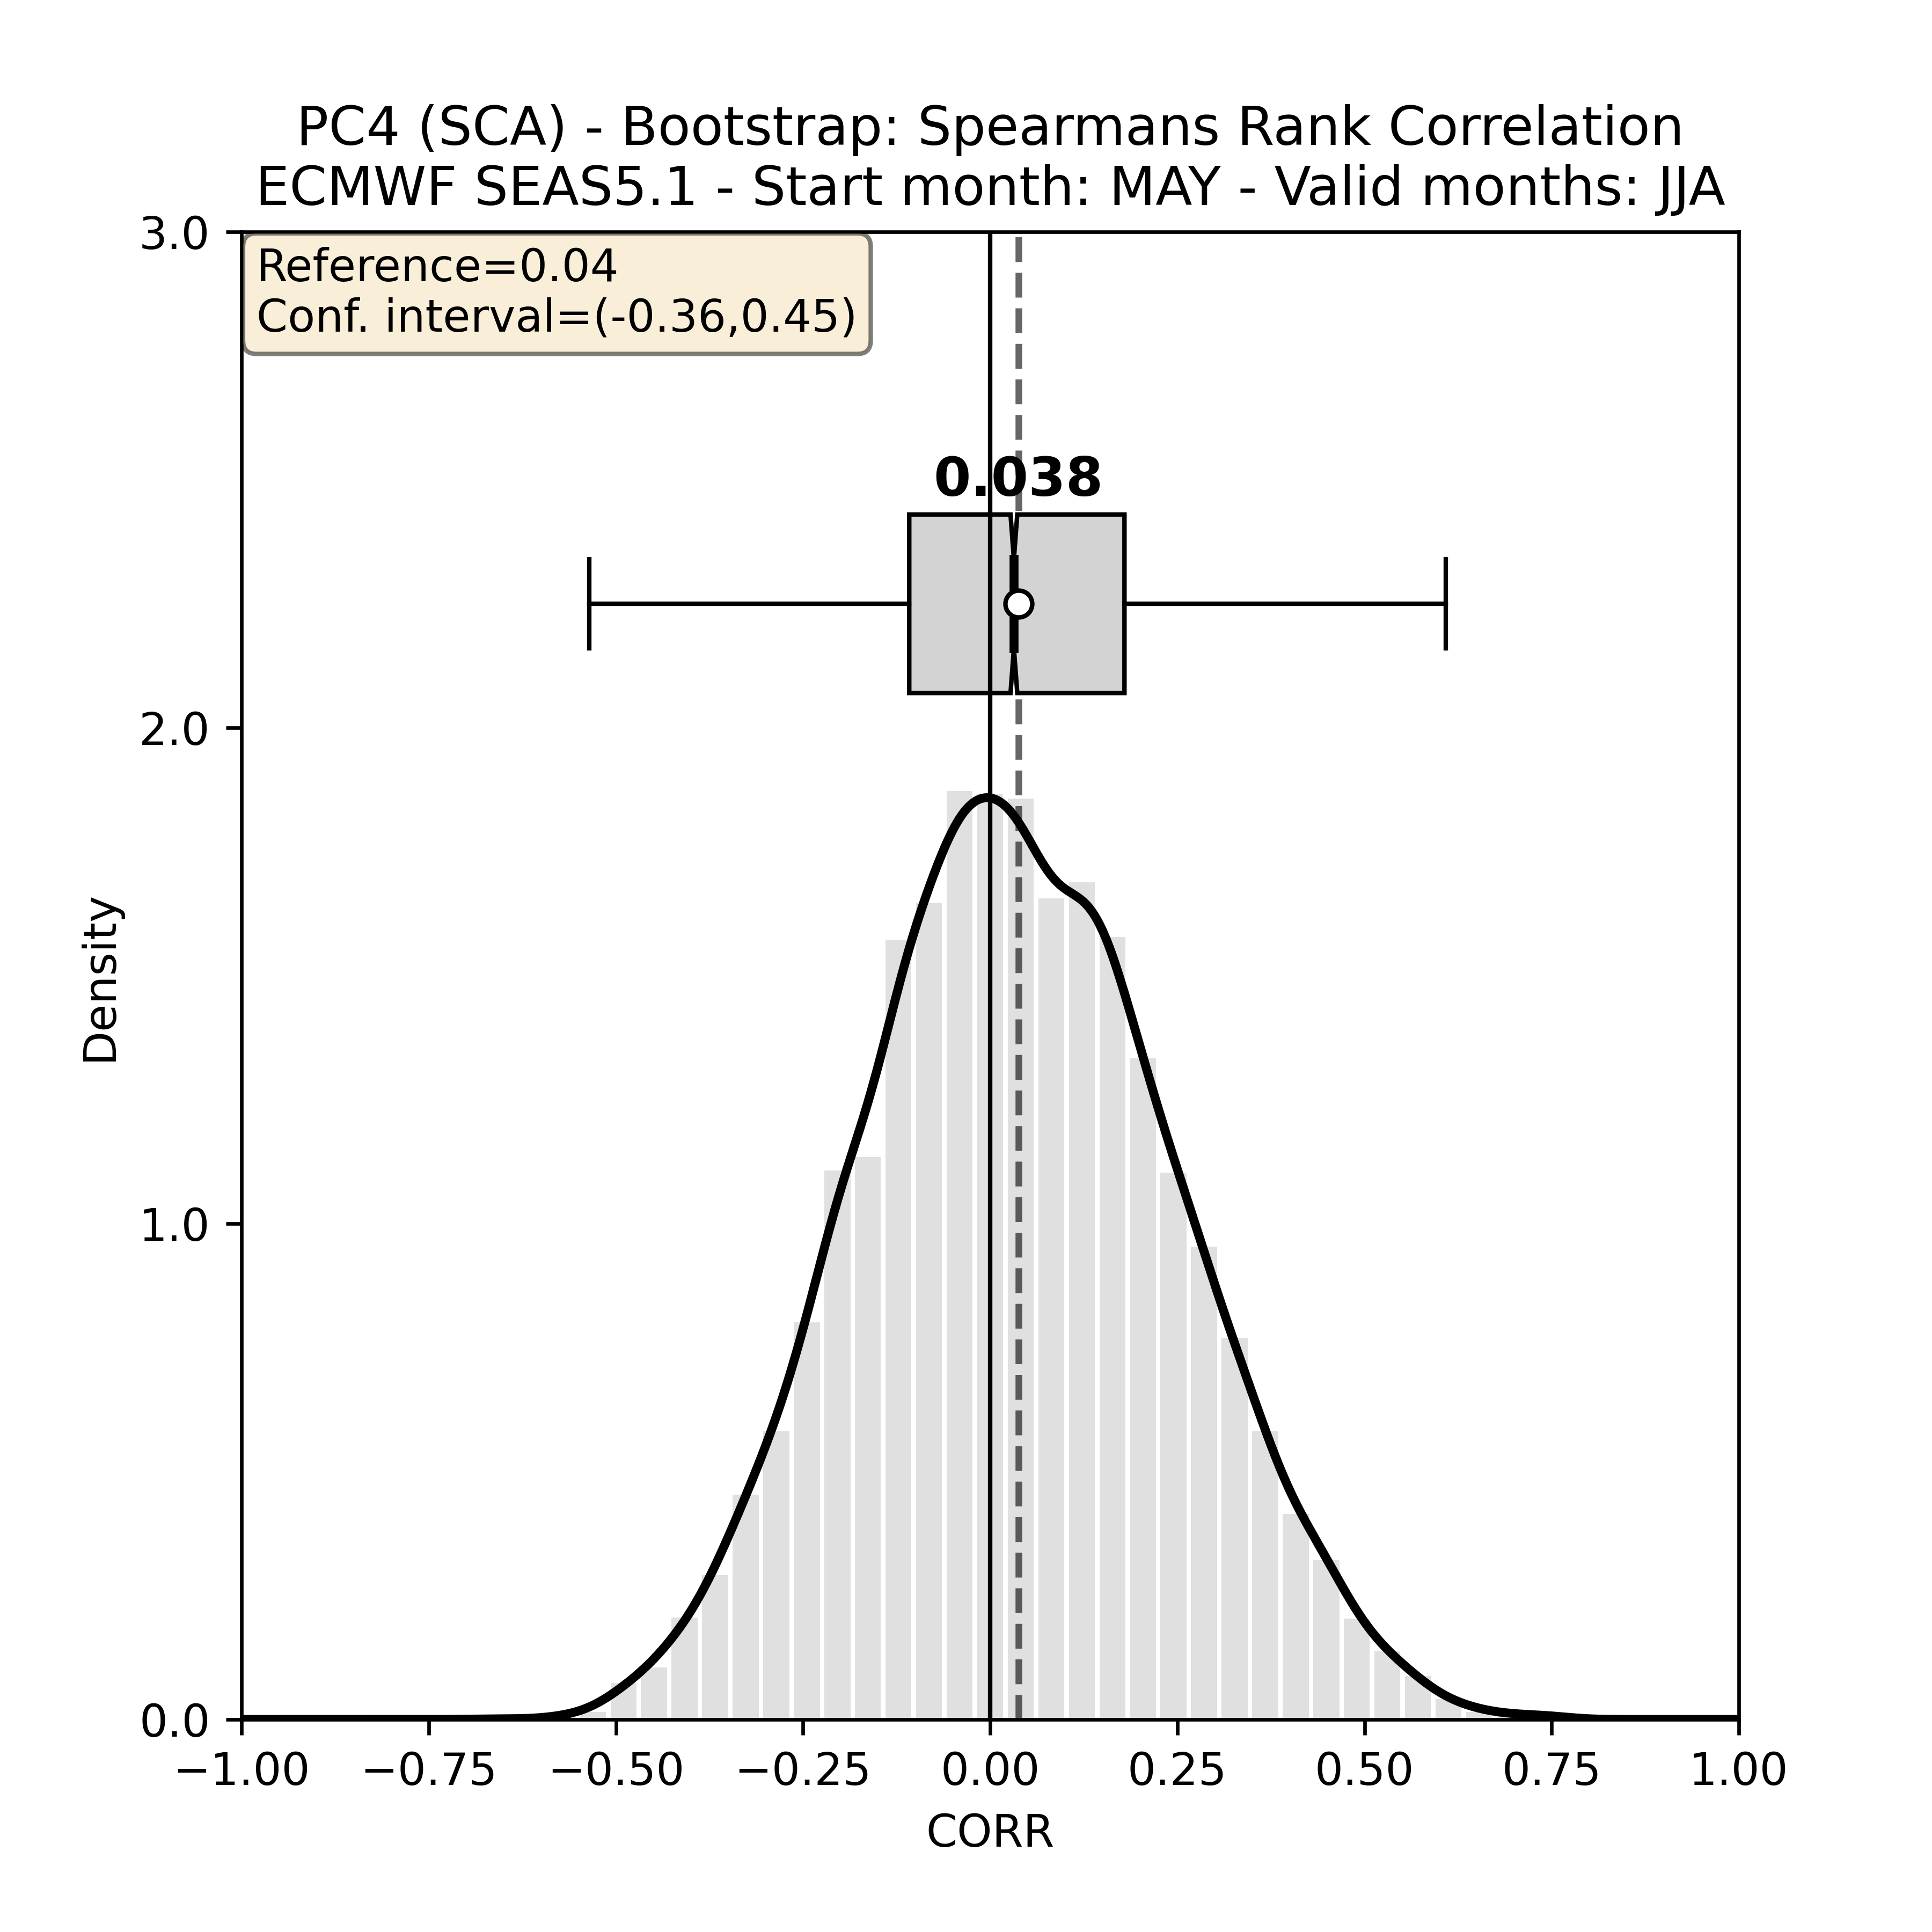 PC4 (SCA) - Bootstrap: Spearmans Rank Correlation
ECMWF SEAS5.1 - Start month: MAY - Valid months: JJA
3.0
Reference=0.04
Conf. interval=(-0.36,0.45)
0.038
2.0
Density
1.0
0.0
−1.00 −0.75 −0.50 −0.25 0.00 0.25 0.50 0.75 1.00
CORR